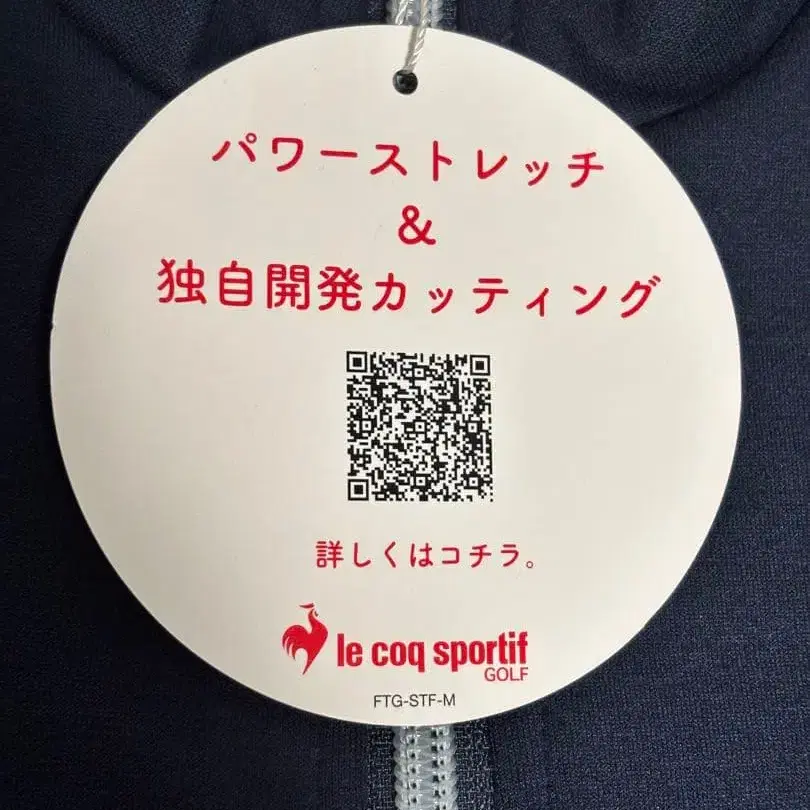 パワーストレッチ
&
独自開発カッティング
詳しくはコチラ。
le coq sportif
GOLF
FTG-STF-M